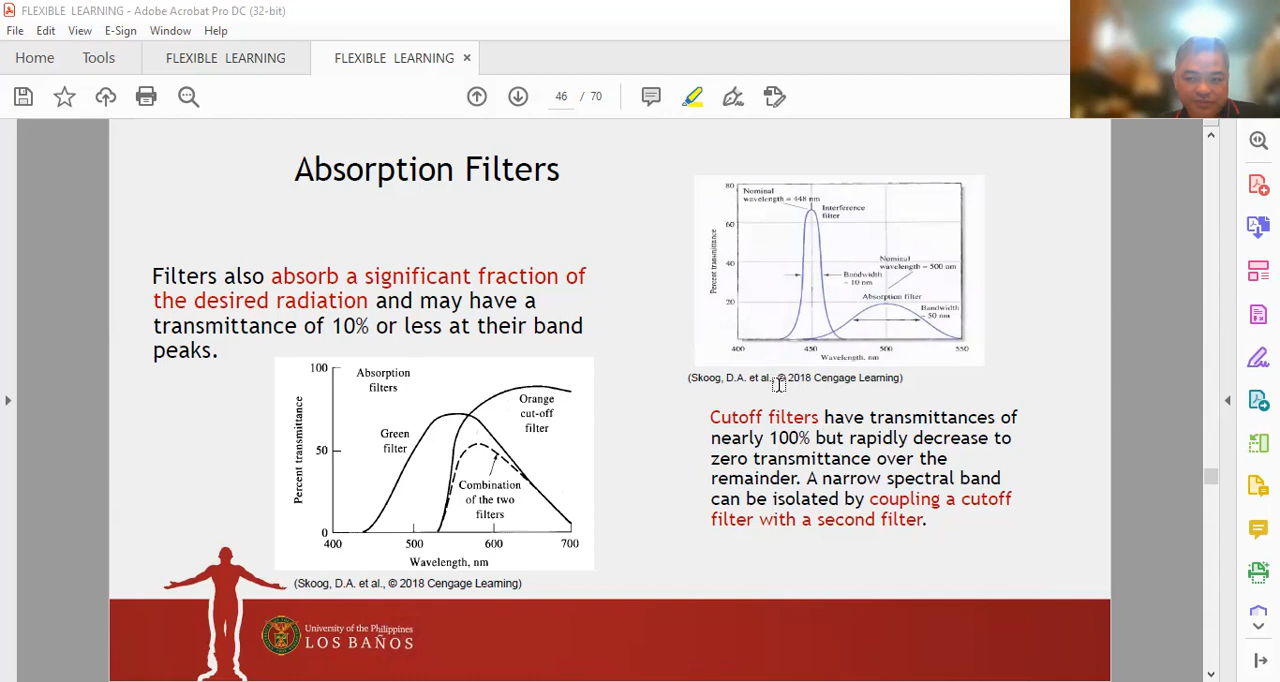 FLEXIBLE LEARNING - Adobe Acrobat Pro DC (32-bit)
File Edit View E-Sign Window Help
Home Tools FLEXIBLE LEARNING FLEXIBLE LEARNING ×
46 / 70
Absorption Filters
Filters also absorb a significant fraction of
the desired radiation and may have a
transmittance of 10% or less at their band
peaks.
100
50
0
Percent transmittance
Absorption
filters
Green
filter
Orange
cut-off
filter
Combination
of the two
filters
400 500 600 700
Wavelength, nm
(Skoog, D.A. et al., © 2018 Cengage Learning)
80
60
40
20
Percent transmittance
Nominal
wavelength = 448 nm
Interference
filter
Bandwidth
~ 10 nm
Nominal
wavelength = 500 nm
Absorption filter
Bandwidth
~ 50 nm
400 450 500 550
Wavelength, nm
(Skoog, D.A. et al., © 2018 Cengage Learning)
Cutoff filters have transmittances of
nearly 100% but rapidly decrease to
zero transmittance over the
remainder. A narrow spectral band
can be isolated by coupling a cutoff
filter with a second filter.
University of the Philippines
LOS BAÑOS